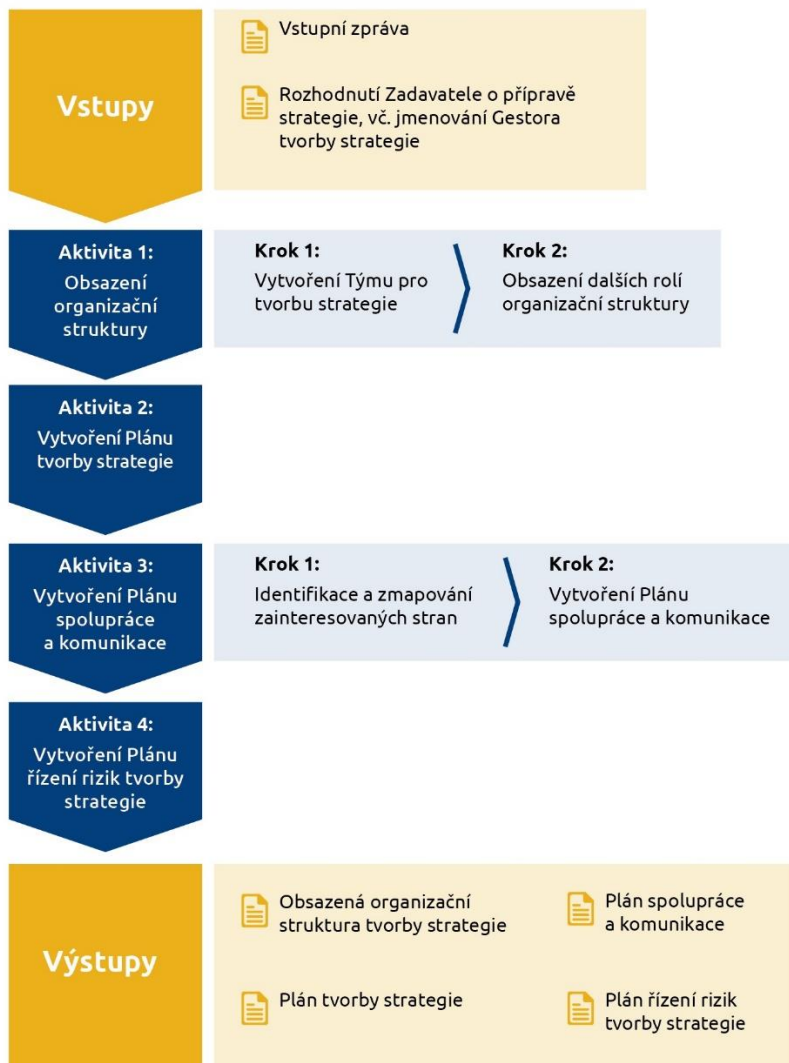 Vstupy
Vstupní zpráva
Rozhodnutí Zadavatele o přípravě
strategie, vč. jmenování Gestora
tvorby strategie
Aktivita 1:
Obsazení
organizační
struktury
Krok 1:
Vytvoření Týmu pro
tvorbu strategie
Krok 2:
Obsazení dalších rolí
organizační struktury
Aktivita 2:
Vytvoření Plánu
tvorby strategie
Aktivita 3:
Vytvoření Plánu
spolupráce
a komunikace
Krok 1:
Identifikace a zmapování
zainteresovaných stran
Krok 2:
Vytvoření Plánu
spolupráce a komunikace
Aktivita 4:
Vytvoření Plánu
řízení rizik tvorby
strategie
Výstupy
Obsazená organizační
struktura tvorby strategie
Plán spolupráce
a komunikace
Plán tvorby strategie
Plán řízení rizik
tvorby strategie